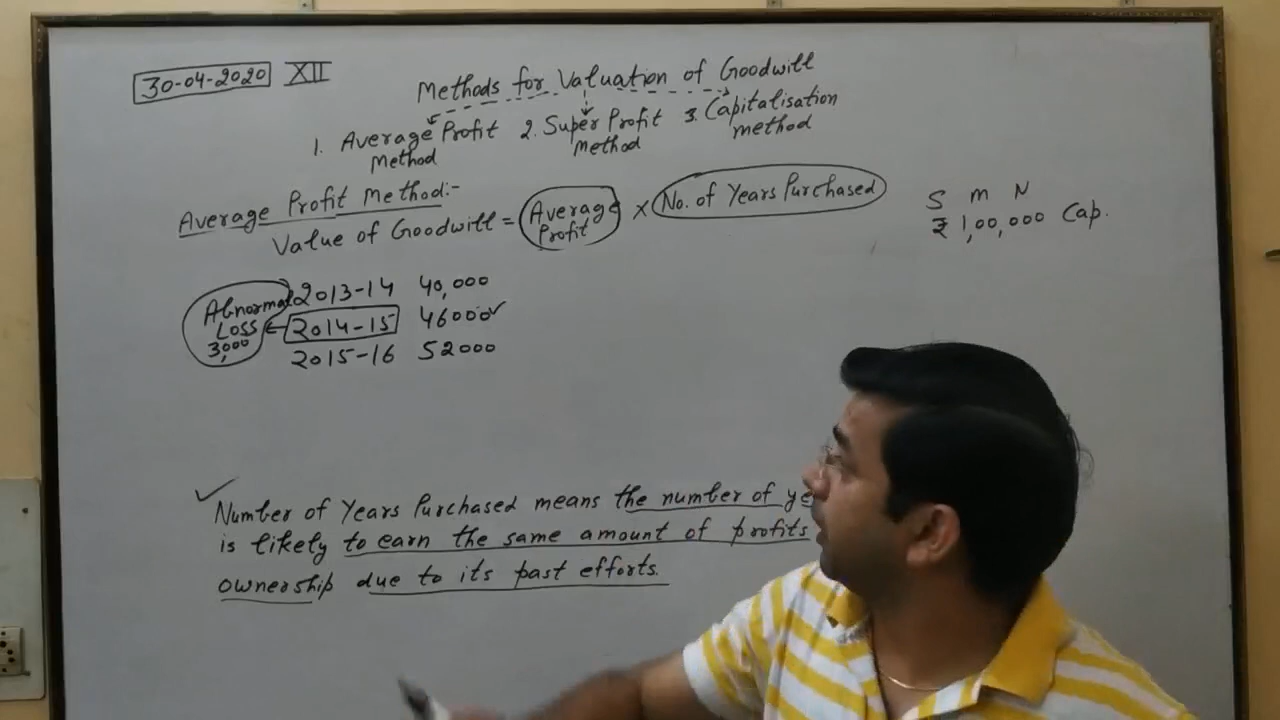 30-04-2020 XII
Methods for Valuation of Goodwill
1. Average Profit Method 2. Super Profit Method 3. Capitalisation method
Average Profit Method:-
Value of Goodwill = Average Profit × No. of Years Purchased
S M N
₹ 1,00,000 Cap.
2013-14 40,000
Abnormal Loss 3,000 2014-15 46000✓
2015-16 52000
✓ Number of Years Purchased means the number of
is likely to earn the same amount of profits
ownership due to its past efforts.